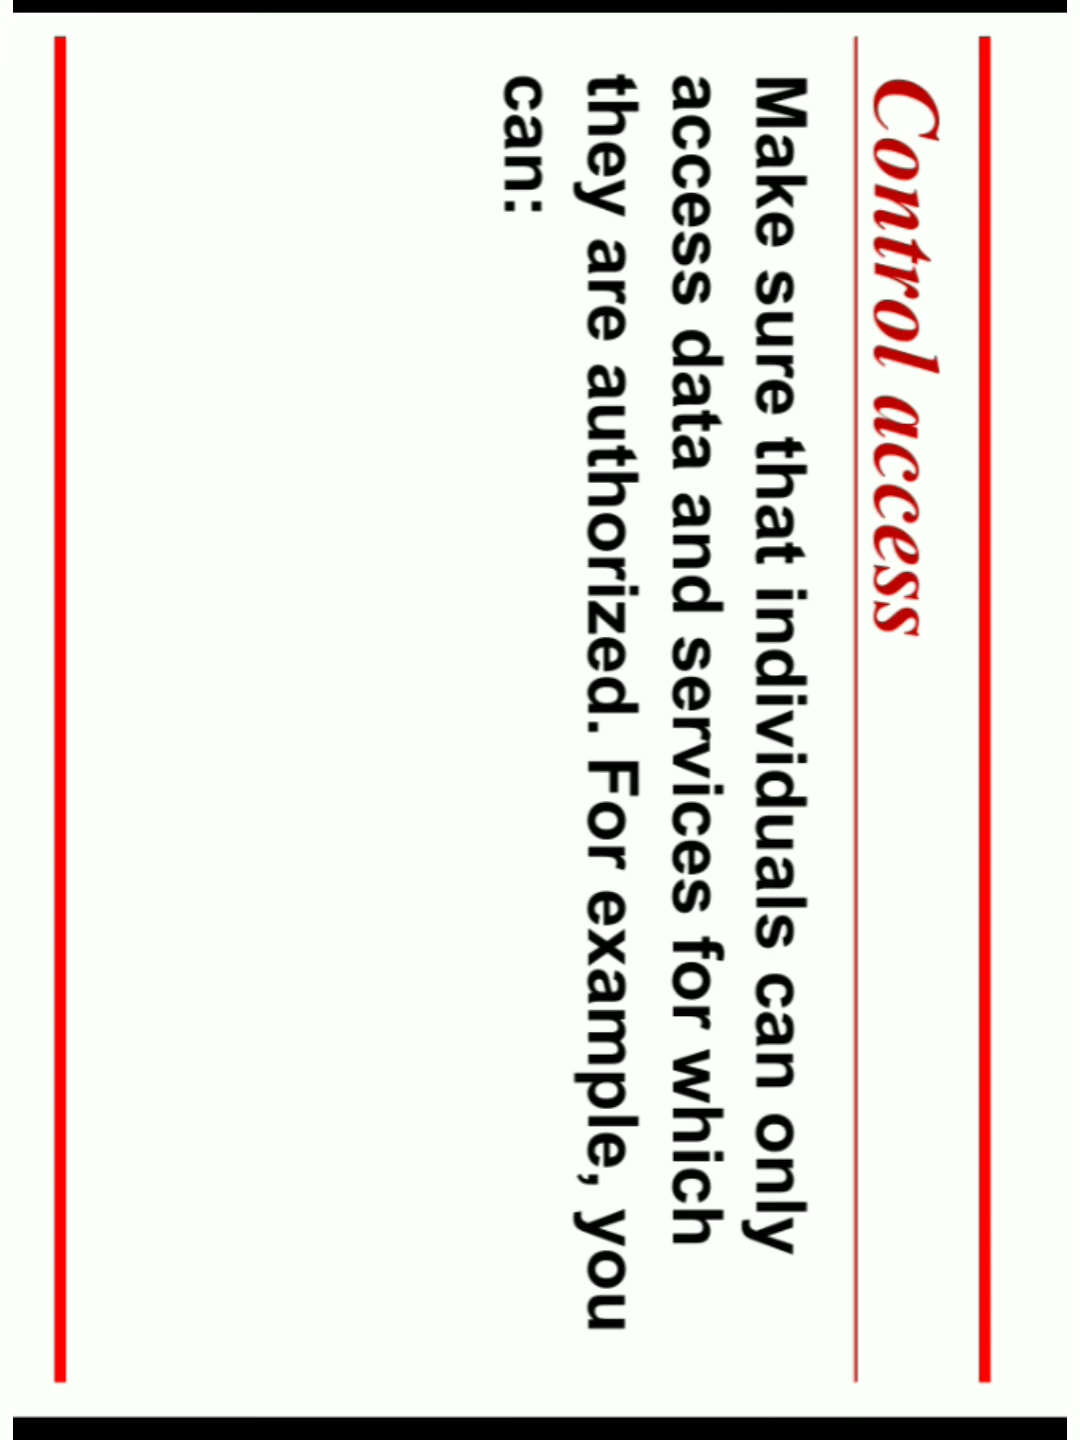 Control access
Make sure that individuals can only
access data and services for which
they are authorized. For example, you
can: